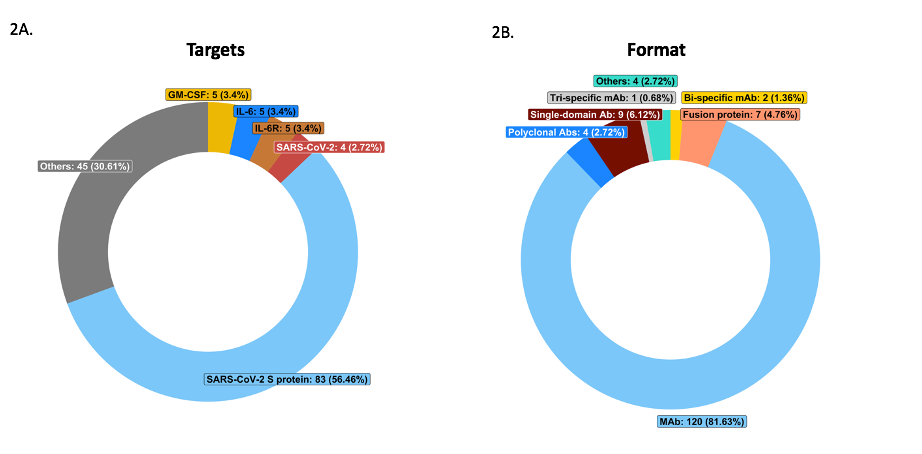 2A.
Targets
GM-CSF: 5 (3.4%)
IL-6: 5 (3.4%)
IL-6R: 5 (3.4%)
SARS-CoV-2: 4 (2.72%)
Others: 45 (30.61%)
SARS-CoV-2 S protein: 83 (56.46%)
2B.
Format
Others: 4 (2.72%)
Tri-specific mAb: 1 (0.68%)
Bi-specific mAb: 2 (1.36%)
Single-domain Ab: 9 (6.12%)
Fusion protein: 7 (4.76%)
Polyclonal Abs: 4 (2.72%)
MAb: 120 (81.63%)